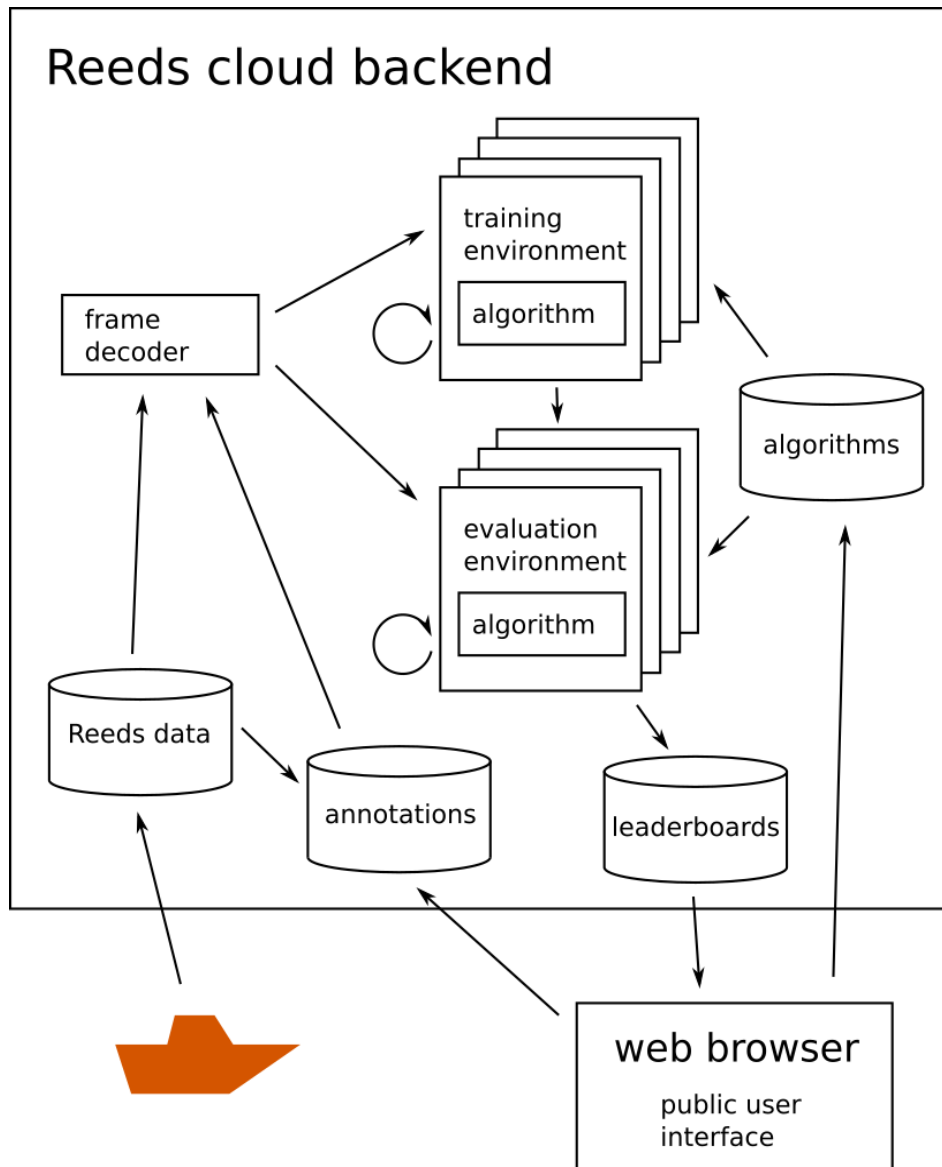 Reeds cloud backend
training
environment
algorithm
frame
decoder
algorithms
evaluation
environment
algorithm
Reeds data
annotations
leaderboards
web browser
public user
interface